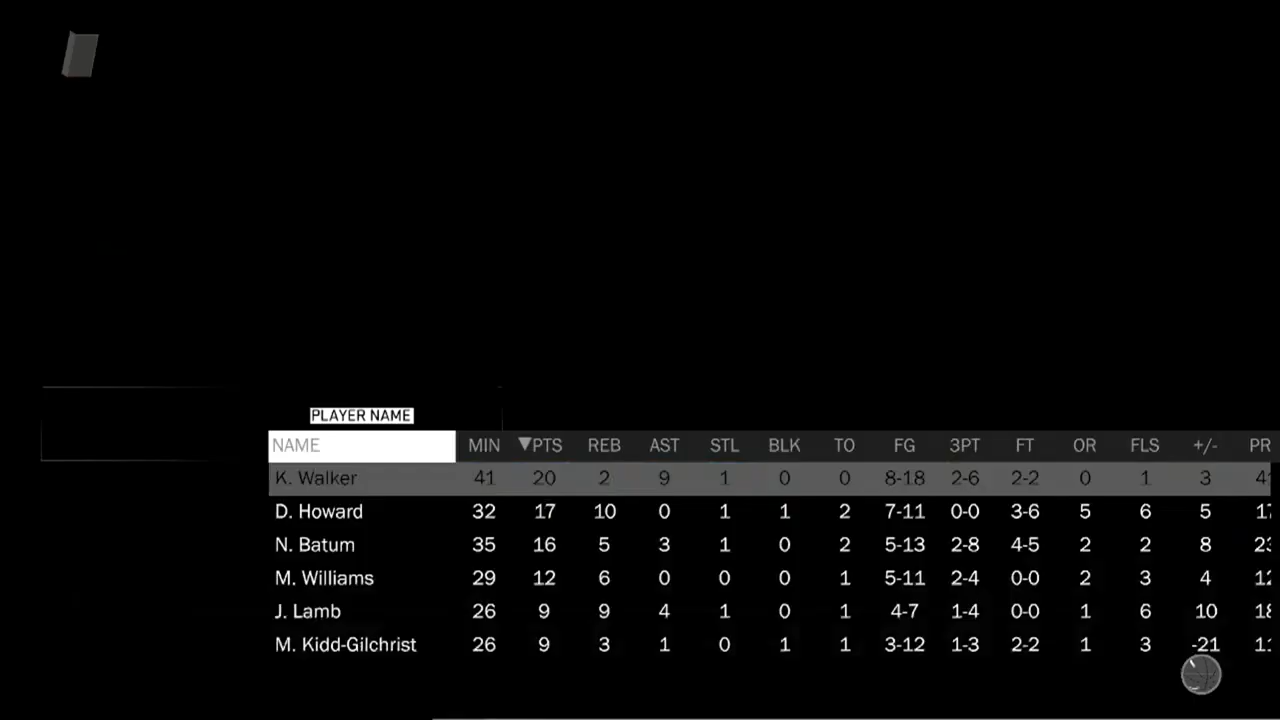 PLAYER NAME
NAME MIN ▼PTS REB AST STL BLK TO FG 3PT FT OR FLS +/- PR
K. Walker 41 20 2 9 1 0 0 8-18 2-6 2-2 0 1 3
D. Howard 32 17 10 0 1 1 2 7-11 0-0 3-6 5 6 5
N. Batum 35 16 5 3 1 0 2 5-13 2-8 4-5 2 2 8
M. Williams 29 12 6 0 0 0 1 5-11 2-4 0-0 2 3 4
J. Lamb 26 9 9 4 1 0 1 4-7 1-4 0-0 1 6 10
M. Kidd-Gilchrist 26 9 3 1 0 1 1 3-12 1-3 2-2 1 3 -21